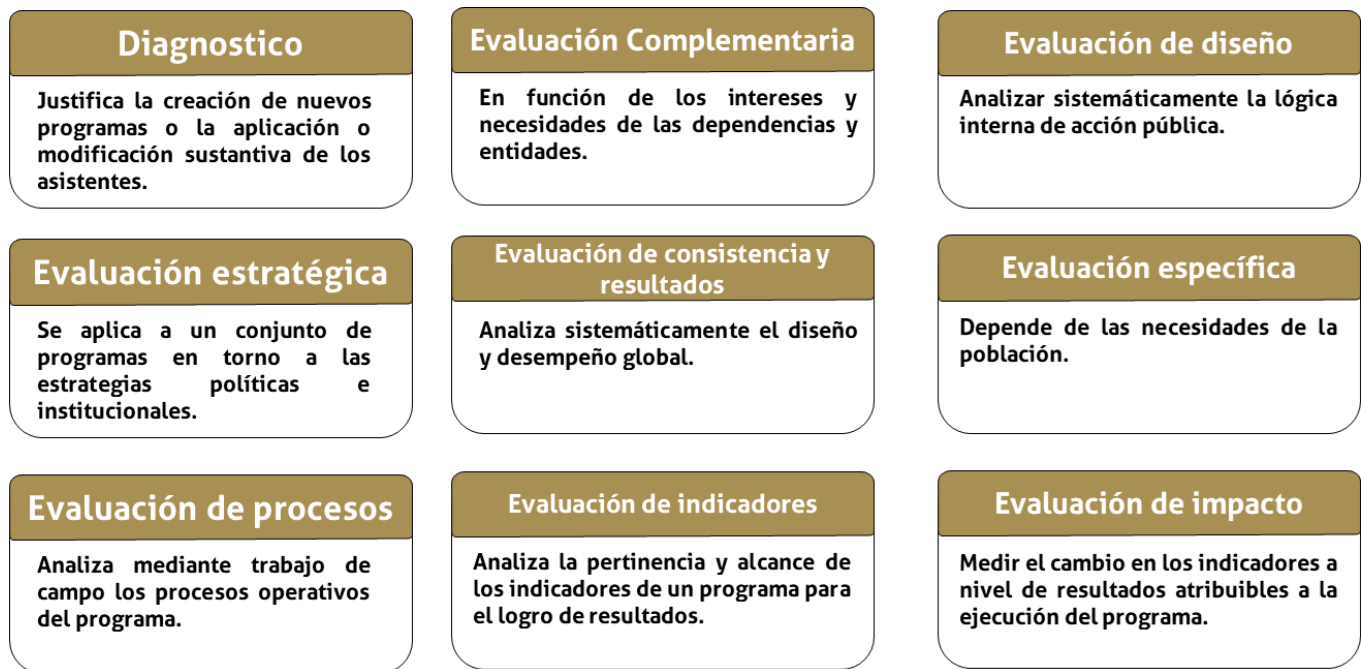 Diagnostico
Justifica la creación de nuevos
programas o la aplicación o
modificación sustantiva de los
asistentes.
Evaluación Complementaria
En función de los intereses y
necesidades de las dependencias y
entidades.
Evaluación de diseño
Analizar sistemáticamente la lógica
interna de acción pública.
Evaluación estratégica
Se aplica a un conjunto de
programas en torno a las
estrategias políticas e
institucionales.
Evaluación de consistencia y
resultados
Analiza sistemáticamente el diseño
y desempeño global.
Evaluación específica
Depende de las necesidades de la
población.
Evaluación de procesos
Analiza mediante trabajo de
campo los procesos operativos
del programa.
Evaluación de indicadores
Analiza la pertinencia y alcance de
los indicadores de un programa para
el logro de resultados.
Evaluación de impacto
Medir el cambio en los indicadores a
nivel de resultados atribuibles a la
ejecución del programa.